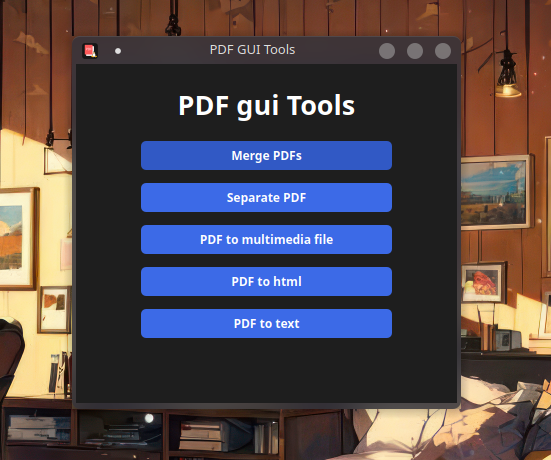 PDF GUI Tools
PDF gui Tools
Merge PDFs
Separate PDF
PDF to multimedia file
PDF to html
PDF to text